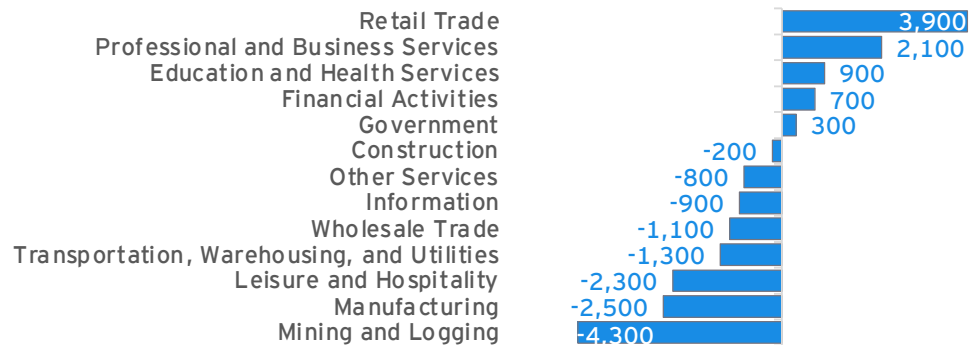 Retail Trade 3,900
Professional and Business Services 2,100
Education and Health Services 900
Financial Activities 700
Government 300
Construction -200
Other Services -800
Information -900
Wholesale Trade -1,100
Transportation, Warehousing, and Utilities -1,300
Leisure and Hospitality -2,300
Manufacturing -2,500
Mining and Logging -4,300